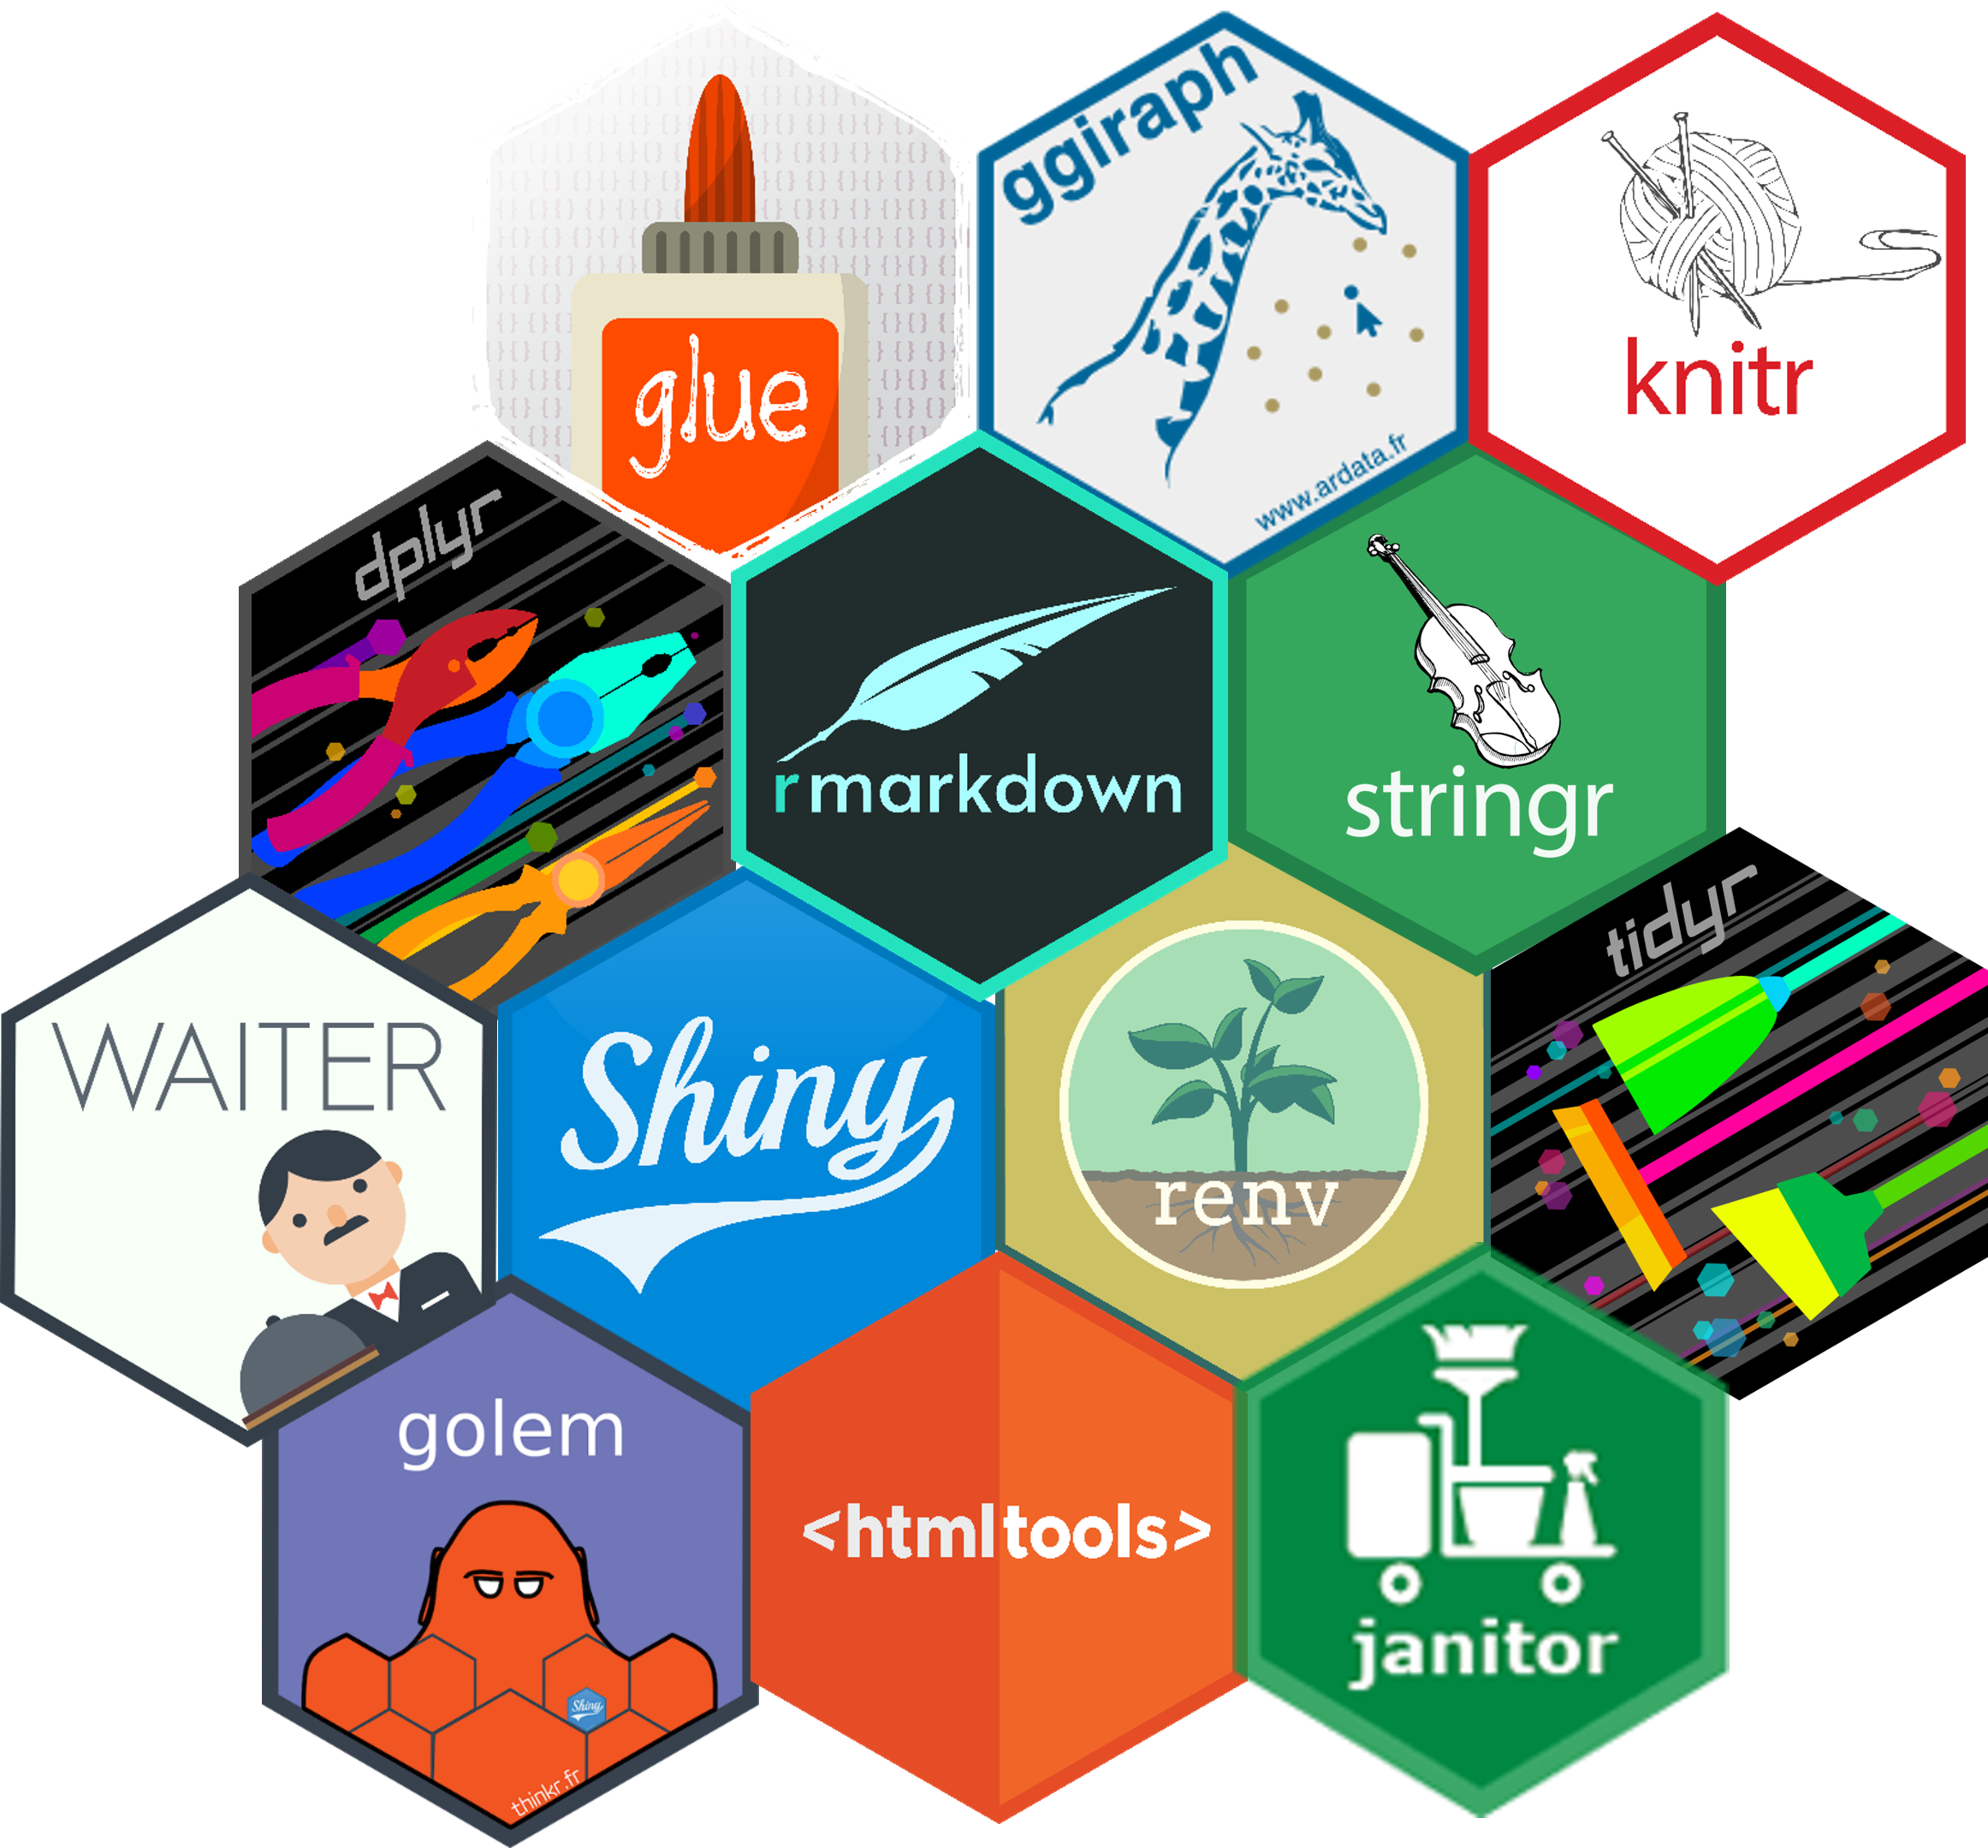 glue
ggiraph
www.ardata.fr
knitr
dplyr
rmarkdown
stringr
WAITER
Shiny
renv
tidyr
golem
Shiny
thinkr.fr
<htmltools>
janitor